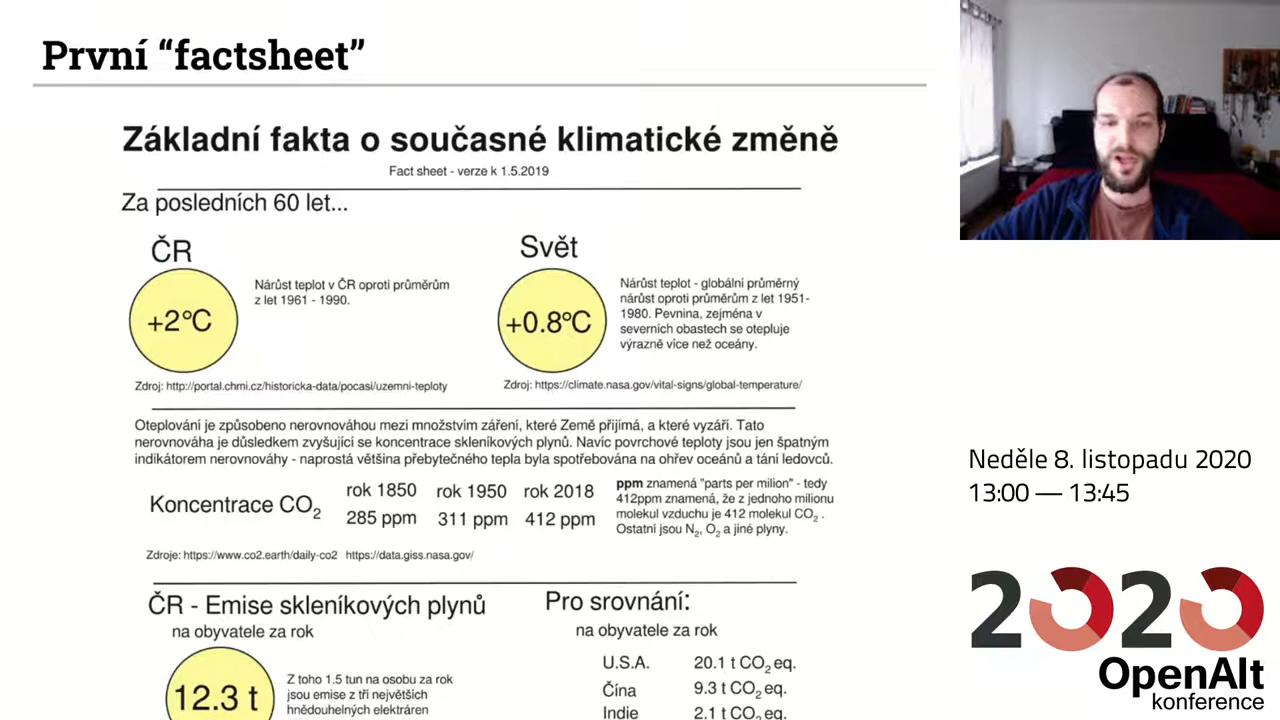 První “factsheet”
Základní fakta o současné klimatické změně
Fact sheet - verze k 1.5.2019
Za posledních 60 let...
ČR
+2°C
Nárůst teplot v ČR oproti průměrům
z let 1961 - 1990.
Zdroj: http://portal.chmi.cz/historicka-data/pocasi/uzemni-teploty
Svět
+0.8°C
Nárůst teplot - globální průměrný
nárůst oproti průměrům z let 1951-
1980. Pevnina, zejména v
severních obastech se otepluje
výrazně více než oceány.
Zdroj: https://climate.nasa.gov/vital-signs/global-temperature/
Oteplování je způsobeno nerovnováhou mezi množstvím záření, které Země přijímá, a které vyzáří. Tato
nerovnováha je důsledkem zvyšující se koncentrace skleníkových plynů. Navíc povrchové teploty jsou jen špatným
indikátorem nerovnováhy - naprostá většina přebytečného tepla byla spotřebována na ohřev oceánů a tání ledovců.
Koncentrace CO₂
rok 1850 rok 1950 rok 2018
285 ppm 311 ppm 412 ppm
ppm znamená "parts per milion" - tedy
412ppm znamená, že z jednoho milionu
molekul vzduchu je 412 molekul CO₂ .
Ostatní jsou N₂, O₂ a jiné plyny.
Zdroje: https://www.co2.earth/daily-co2 https://data.giss.nasa.gov/
ČR - Emise skleníkových plynů
na obyvatele za rok
12.3 t
Z toho 1.5 tun na osobu za rok
jsou emise z tří největších
hnědouhelných elektráren
Pro srovnání:
na obyvatele za rok
U.S.A. 20.1 t CO₂ eq.
Čína 9.3 t CO₂ eq.
Indie 2.1 t CO₂ eq.
Neděle 8. listopadu 2020
13:00 — 13:45
2020
OpenAlt
konference